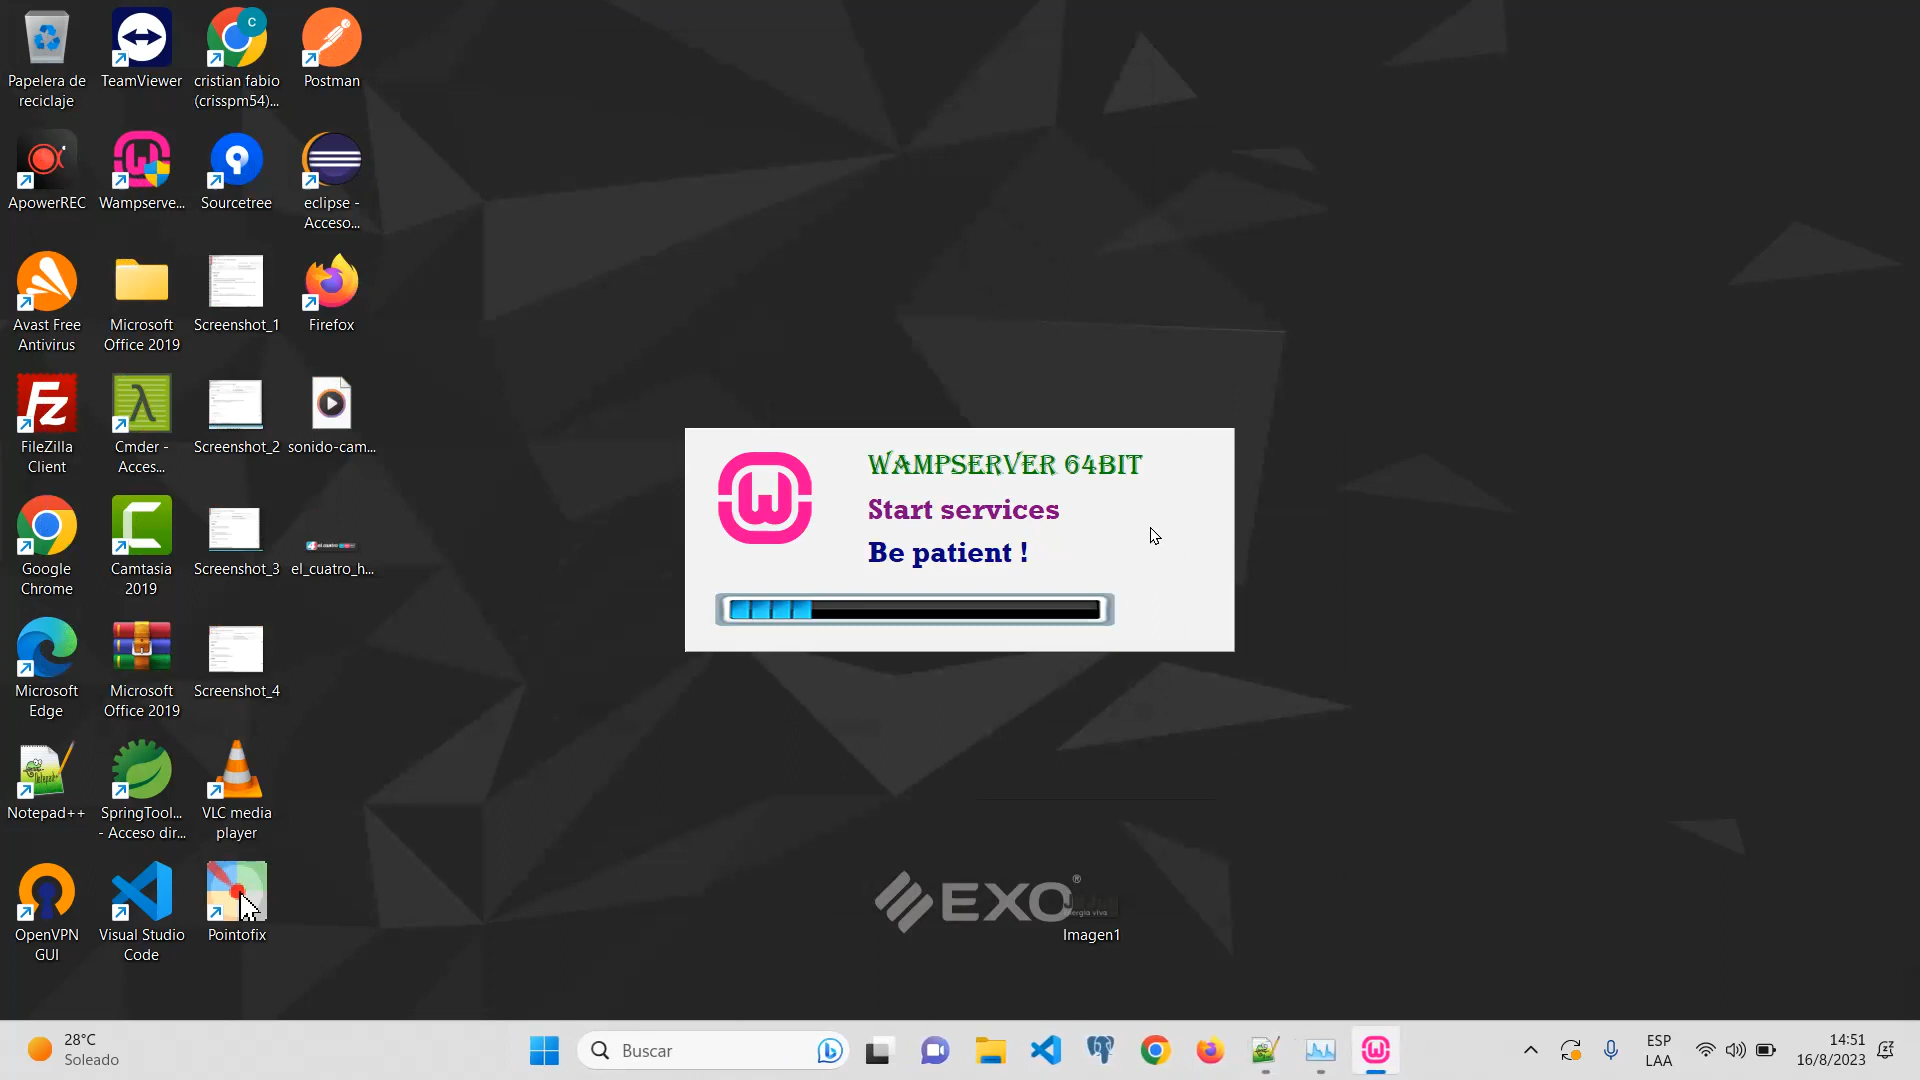 Papelera de
reciclaje
TeamViewer
cristian fabio
(crisspm54)...
Postman
ApowerREC
Wampserve...
Sourcetree
eclipse -
Acceso...
Avast Free
Antivirus
Microsoft
Office 2019
Screenshot_1
Firefox
FileZilla
Client
Cmder -
Acces...
Screenshot_2
sonido-cam...
Google
Chrome
Camtasia
2019
Screenshot_3
el_cuatro_h...
Microsoft
Edge
Microsoft
Office 2019
Screenshot_4
Notepad++
SpringTool...
- Acceso dir...
VLC media
player
OpenVPN
GUI
Visual Studio
Code
Pointofix
WAMPSERVER 64BIT
Start services
Be patient !
EXO®
Imagen1
28°C
Soleado
Buscar
ESP
LAA
14:51
16/8/2023